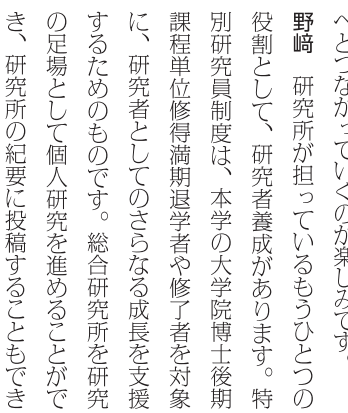 へとつながっていくのが楽しみです。
野﨑　研究所が担っているもうひとつの
役割として、研究者養成があります。特
別研究員制度は、本学の大学院博士後期
課程単位修得満期退学者や修了者を対象
に、研究者としてのさらなる成長を支援
するためのものです。総合研究所を研究
の足場として個人研究を進めることがで
き、研究所の紀要に投稿することもでき